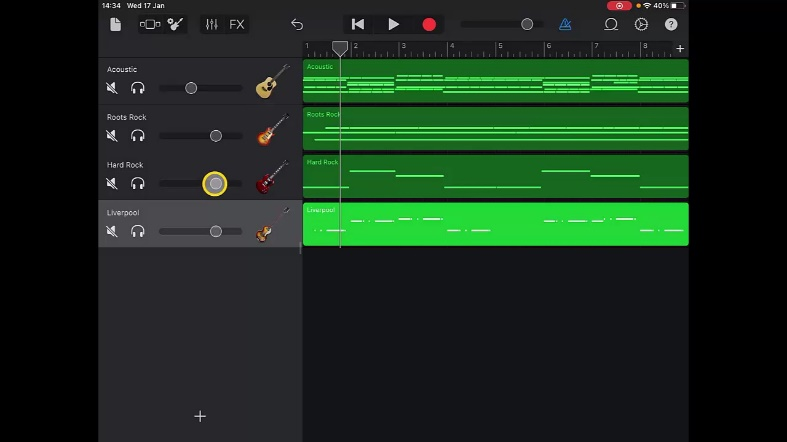 14:34 Wed 17 Jan 40%
FX ?
1 2 3 4 5 6 7 8 +
Acoustic Acoustic
Roots Rock Roots Rock
Hard Rock Hard Rock
Liverpool Liverpool
+